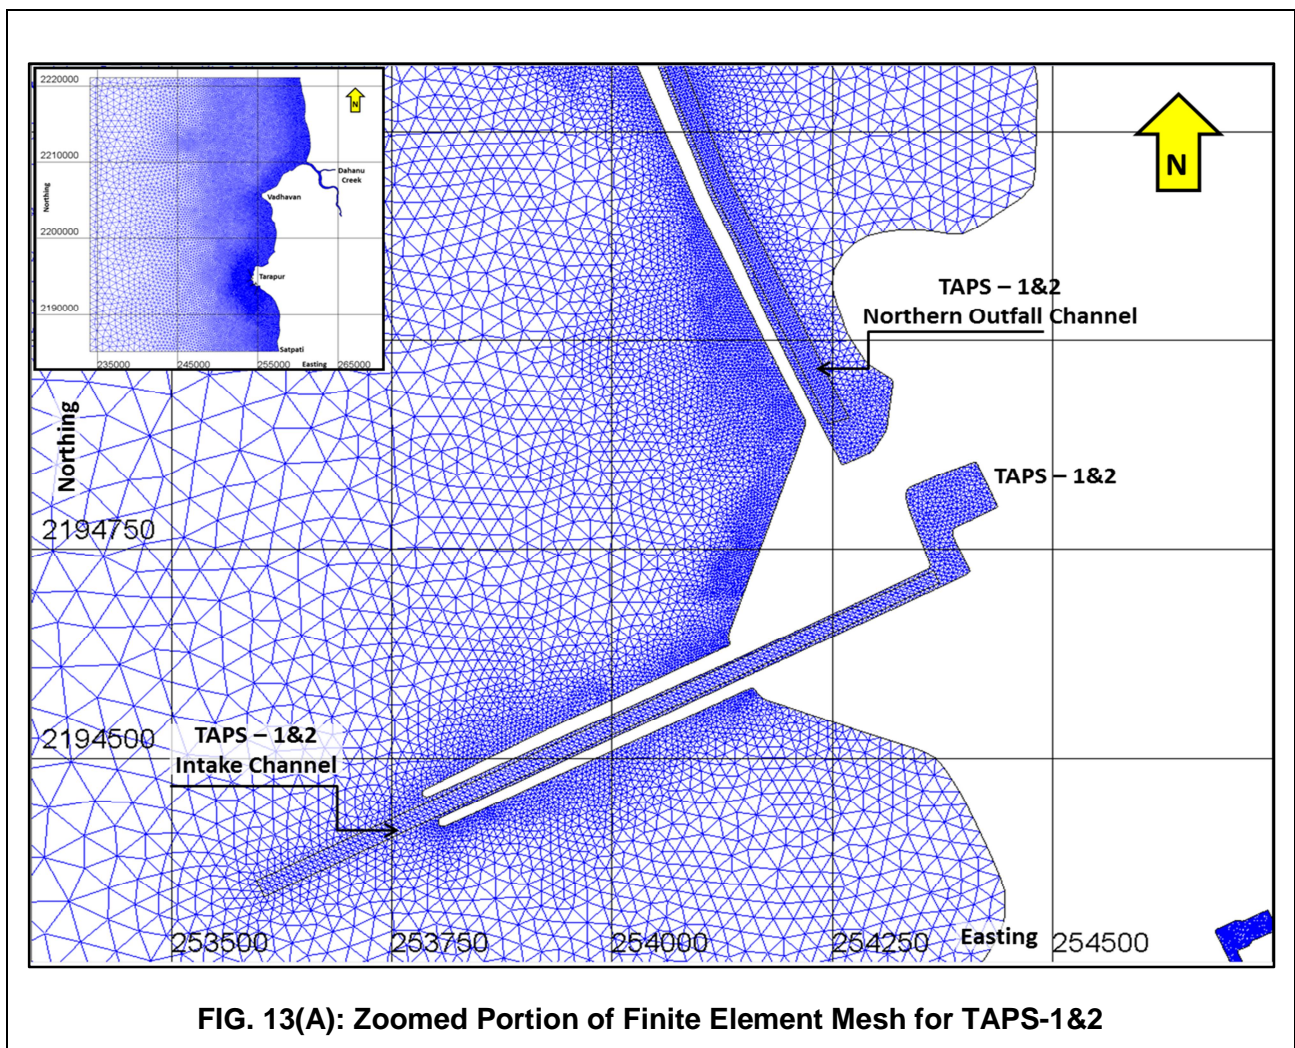 2220000
N
2210000
Dahanu
Creek
Northing
Vadhavan
2200000
Tarapur
2190000
Satpati
235000
245000
255000
265000
Easting
N
TAPS – 1&2
Northern Outfall Channel
Northing
TAPS – 1&2
2194750
2194500
TAPS – 1&2
Intake Channel
253500
253750
254000
254250
Easting
254500
FIG. 13(A): Zoomed Portion of Finite Element Mesh for TAPS-1&2